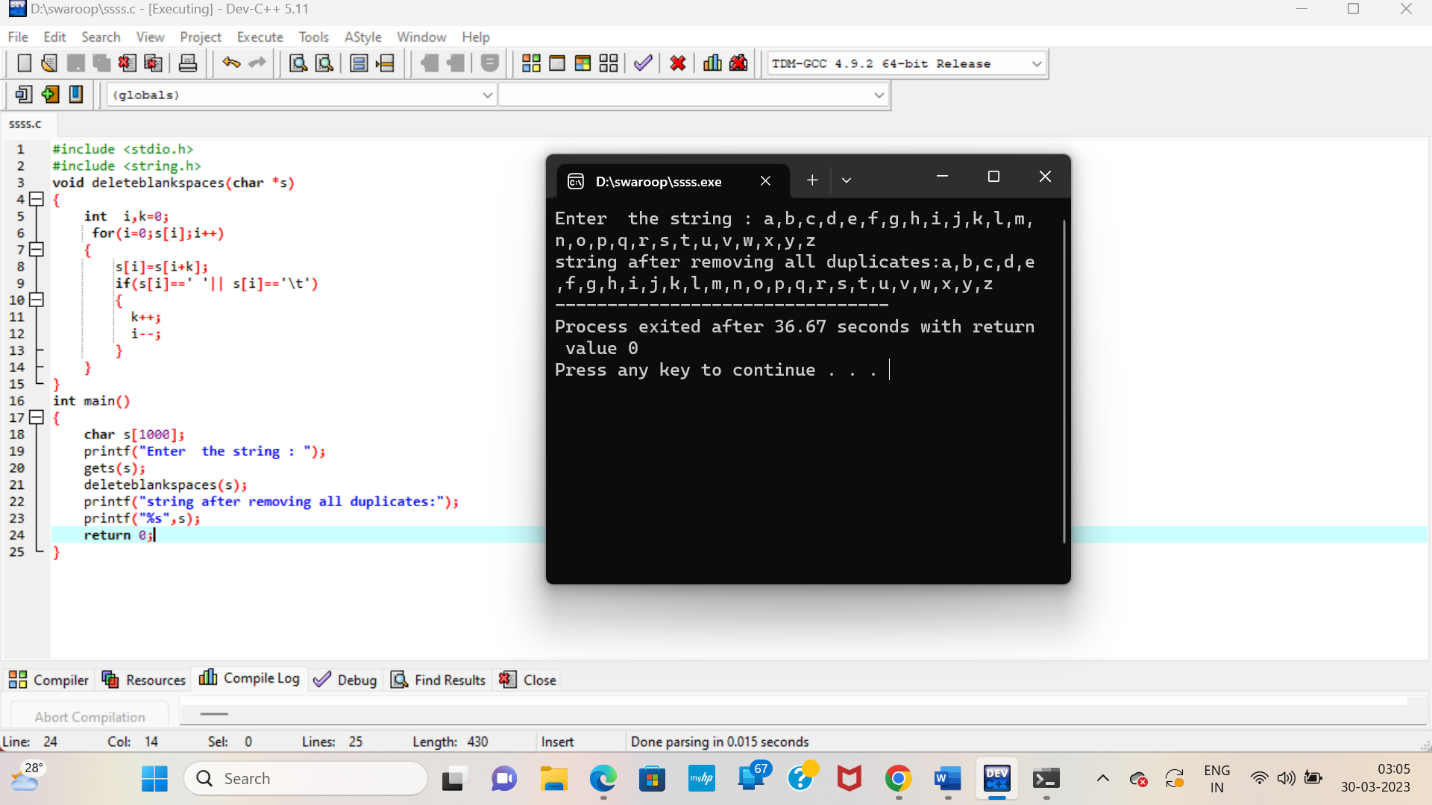 D:\swaroop\ssss.c - [Executing] - Dev-C++ 5.11
File Edit Search View Project Execute Tools AStyle Window Help
TDM-GCC 4.9.2 64-bit Release
(globals)
ssss.c
1 #include <stdio.h>
2 #include <string.h>
3 void deleteblankspaces(char *s)
4 {
5 int  i,k=0;
6 for(i=0;s[i];i++)
7 {
8 s[i]=s[i+k];
9 if(s[i]==' '|| s[i]=='\t')
10 {
11 k++;
12 i--;
13 }
14 }
15 }
16 int main()
17 {
18 char s[1000];
19 printf("Enter  the string : ");
20 gets(s);
21 deleteblankspaces(s);
22 printf("string after removing all duplicates:");
23 printf("%s",s);
24 return 0;
25 }
D:\swaroop\ssss.exe
Enter  the string : a,b,c,d,e,f,g,h,i,j,k,l,m,
n,o,p,q,r,s,t,u,v,w,x,y,z
string after removing all duplicates:a,b,c,d,e
,f,g,h,i,j,k,l,m,n,o,p,q,r,s,t,u,v,w,x,y,z
--------------------------------
Process exited after 36.67 seconds with return
 value 0
Press any key to continue . . .
Compiler Resources Compile Log Debug Find Results Close
Abort Compilation
Line: 24 Col: 14 Sel: 0 Lines: 25 Length: 430 Insert Done parsing in 0.015 seconds
28° Search myhp 67 DEV C++ ENG 03:05
IN 30-03-2023